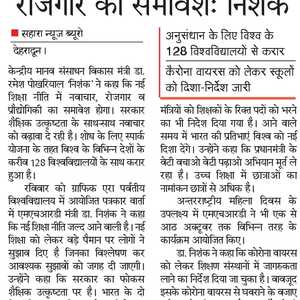 रोजगार का समावेशः निशंक
सहारा न्यूज ब्यूरो
देहरादून।
केन्द्रीय मानव संसाधन विकास मंत्री डा.
रमेश पोखरियाल 'निशंक' ने कहा कि नई
शिक्षा नीति में नवाचार, रोजगार व
प्रौद्योगिकी का समावेश होगा। सरकार
शैक्षिक उत्कृष्टता के साथ-साथ नवाचार
को बढ़ावा दे रही है। शोध के लिए स्पार्क
योजना के तहत विश्व के विभिन्न देशों के
करीब 128 विश्वविद्यालयों के साथ करार
हुआ है।
रविवार को ग्राफिक एरा पर्वतीय
विश्वविद्यालय में आयोजित पत्रकार वार्ता
में एमएचआरडी मंत्री डा. निशंक ने कहा
कि नई शिक्षा नीति जल्द आने वाली है। नई
शिक्षा को लेकर बड़े पैमान पर लोगों ने
सुझाव दिए हैं जिनका विश्लेषण कर
आवश्यक सुझावों को जगह दी जाएगी।
उन्होंने कहा कि सरकार का फोकस
शैक्षिक उत्कृष्टता पर है। भारत के दो
अनुसंधान के लिए विश्व के
128 विश्वविद्यालयों से करार
कैरोना वायरस को लेकर स्कूलों
को दिशा-निर्देश जारी
मंत्रियों को शिक्षकों के रिक्त पदों को भरने
का भी निर्देश दिया गया है। आने वाले
समय में भारत की प्रतिभाएं विश्व को नई
दिशा देंगे। उन्होंने कहा कि प्रधानमंत्री के
वेटी वचाओ वेटी पढ़ाओ अभियान मूर्त ले
रहा है। उच्च शिक्षा में छात्राओं का
नामांकन छात्रों से अधिक है।
अन्तरराष्ट्रीय महिला दिवस के
उपलक्ष्य में एमएचआरडी ने भी एक से
आठ अक्टूबर तक विभिन्न तरह के
कार्यक्रम आयोजित किए।
डा. निशंक ने कहा कि कोरोना वायरस
को लेकर शिक्षण संस्थानों में जागरूकता
लाने का निर्देश दिया जा चुका है। वावजूद
इसके कोरोना वायरस से घवराने के वजाए